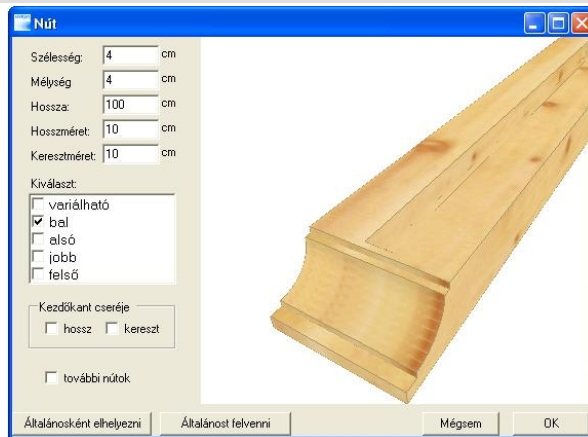 Nút
Szélesség: 4 cm
Mélység 4 cm
Hossza: 100 cm
Hosszméret: 10 cm
Keresztméret: 10 cm
Kiválaszt:
variálható
bal
alsó
jobb
felső
Kezdőkant cseréje
hossz kereszt
további nútok
Általánosként elhelyezni Általánost felvenni Mégsem OK